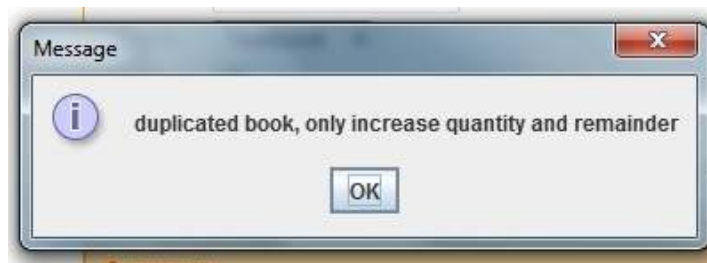 Message
duplicated book, only increase quantity and remainder
OK